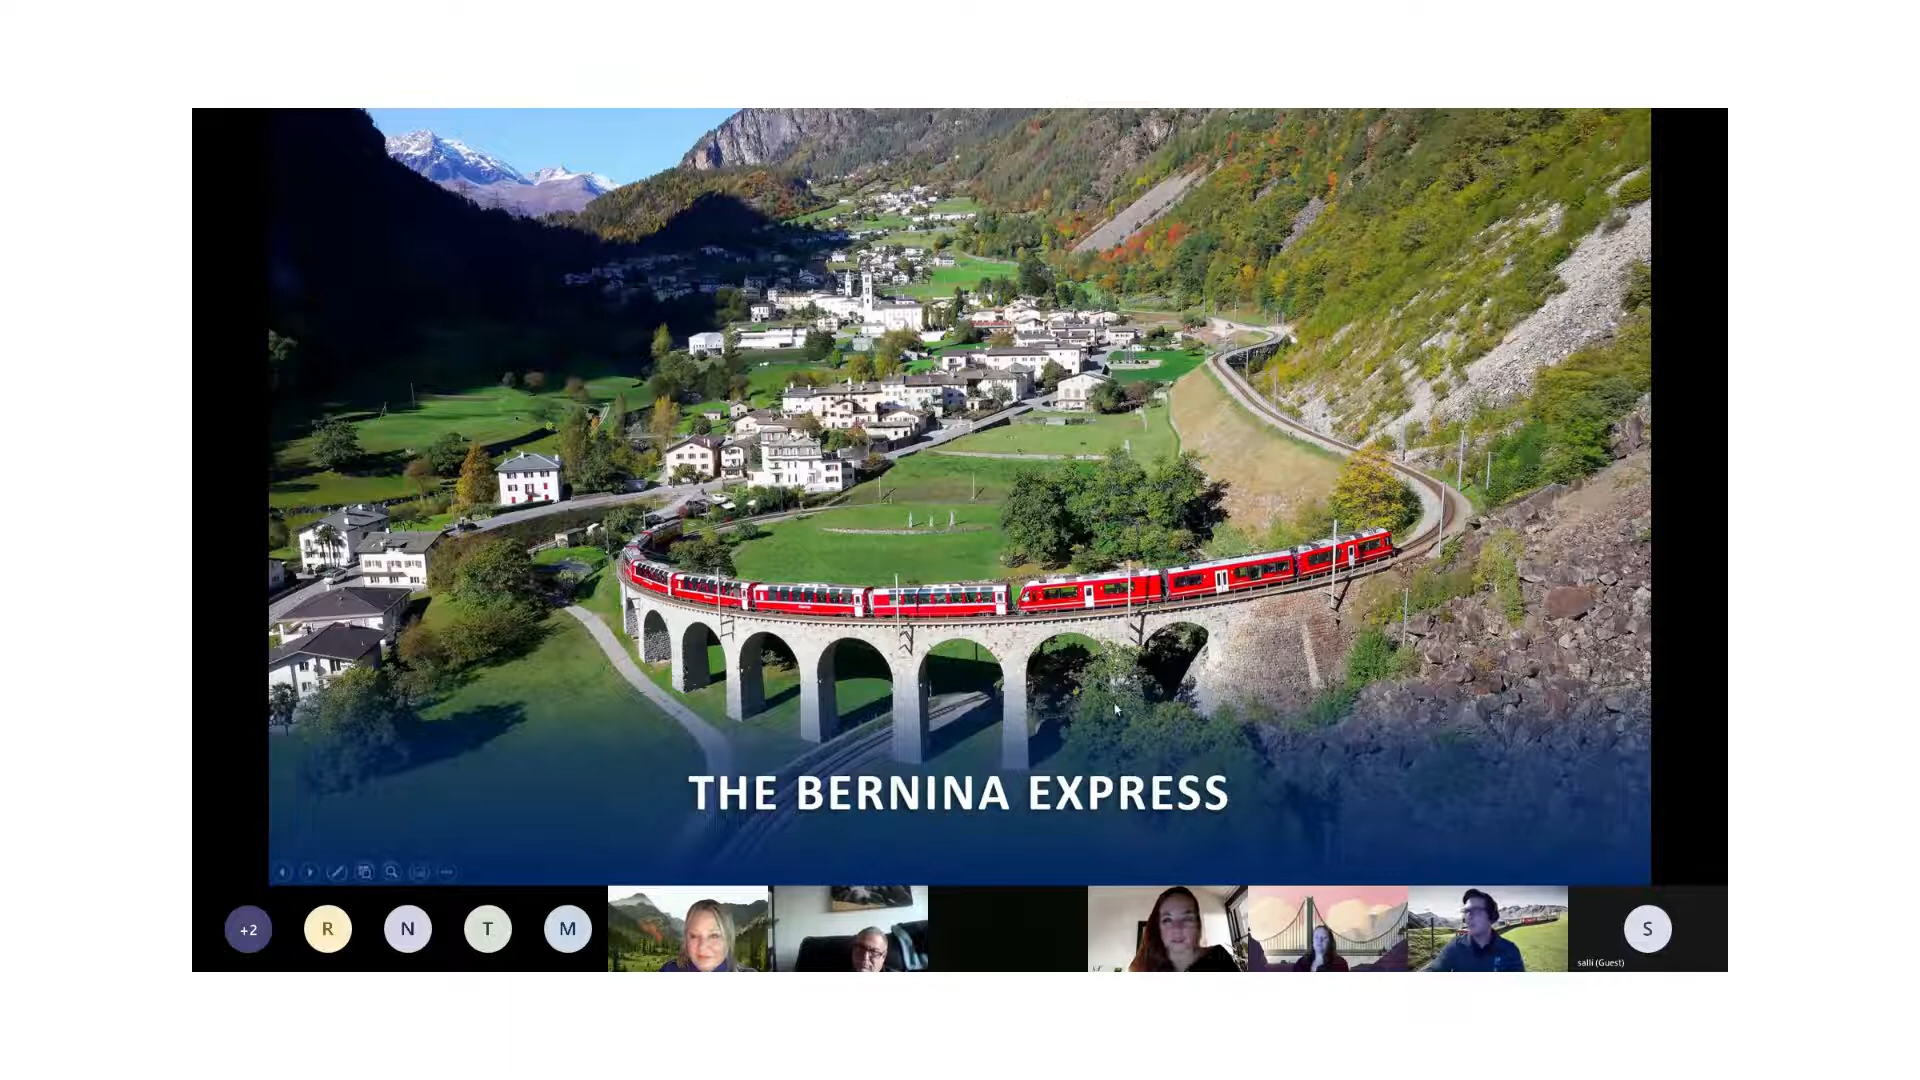 THE BERNINA EXPRESS
+2
R
N
T
M
S
salli (Guest)